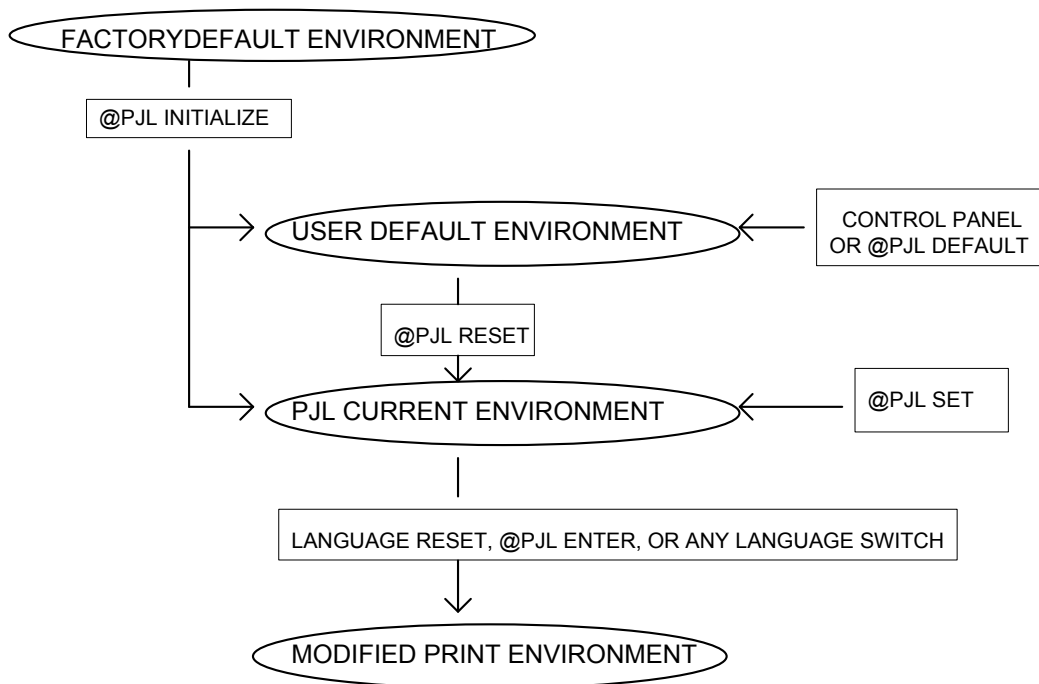 FACTORYDEFAULT ENVIRONMENT
@PJL INITIALIZE
USER DEFAULT ENVIRONMENT
CONTROL PANEL
OR @PJL DEFAULT
@PJL RESET
PJL CURRENT ENVIRONMENT
@PJL SET
LANGUAGE RESET, @PJL ENTER, OR ANY LANGUAGE SWITCH
MODIFIED PRINT ENVIRONMENT